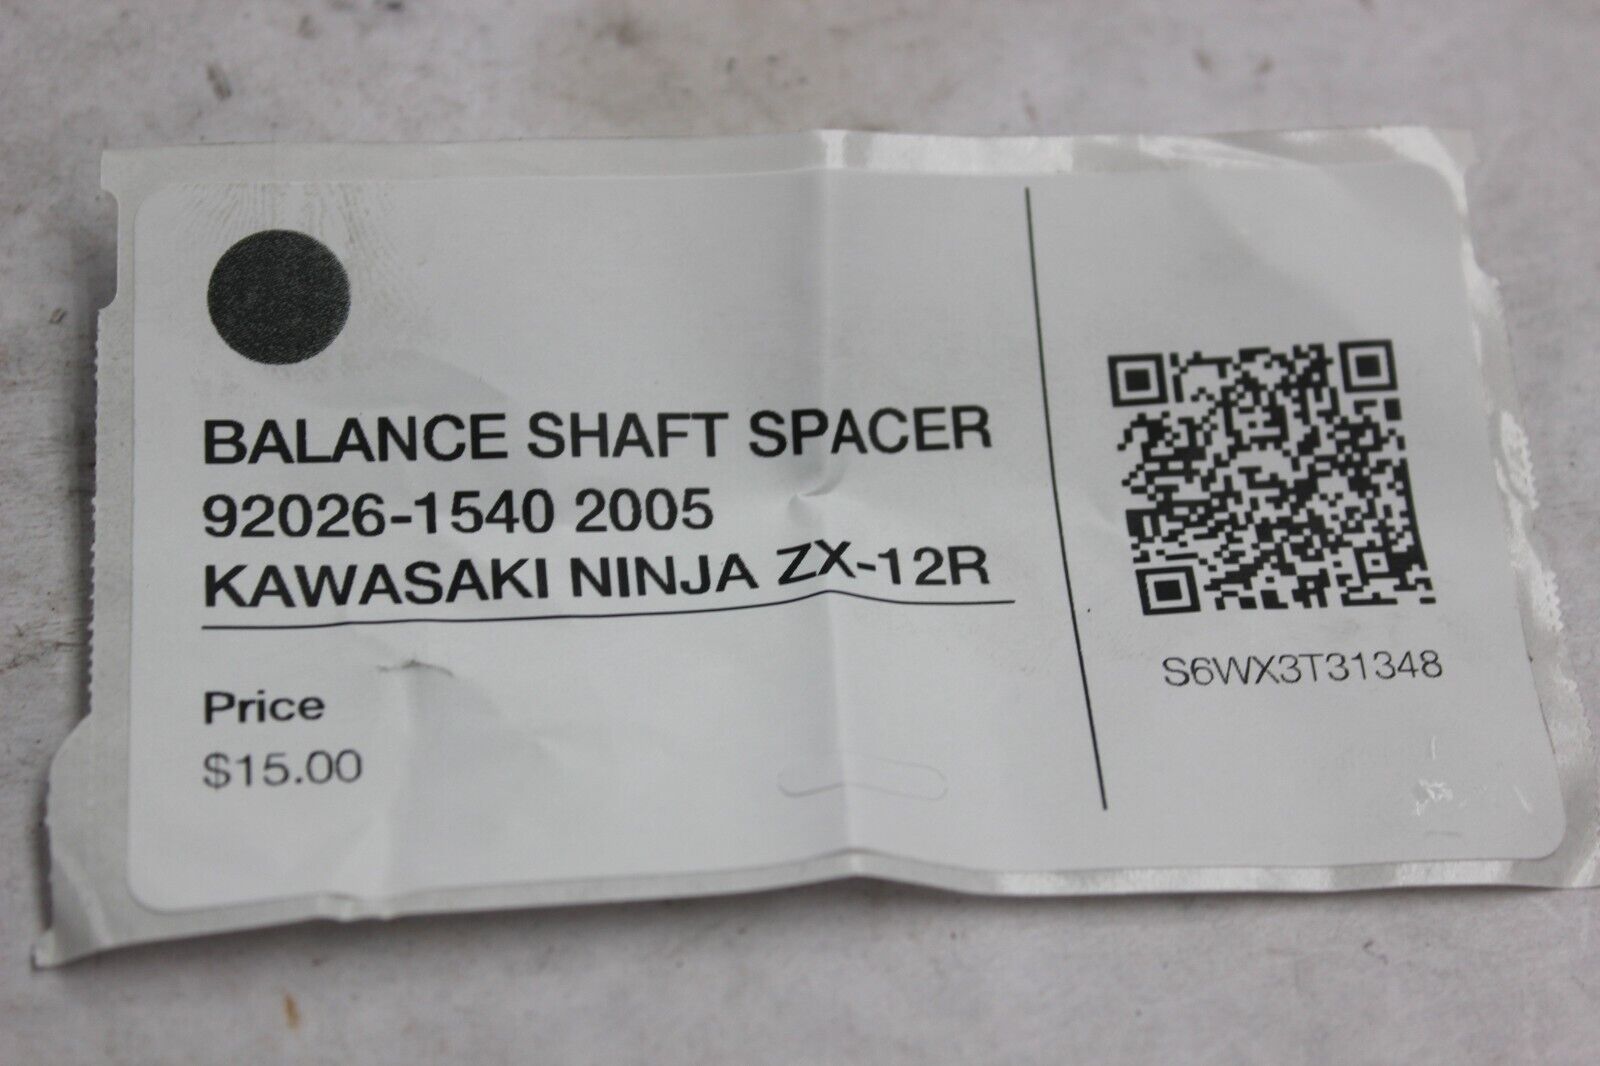 BALANCE SHAFT SPACER
92026-1540 2005
KAWASAKI NINJA ZX-12R
Price
$15.00
S6WX3T31348